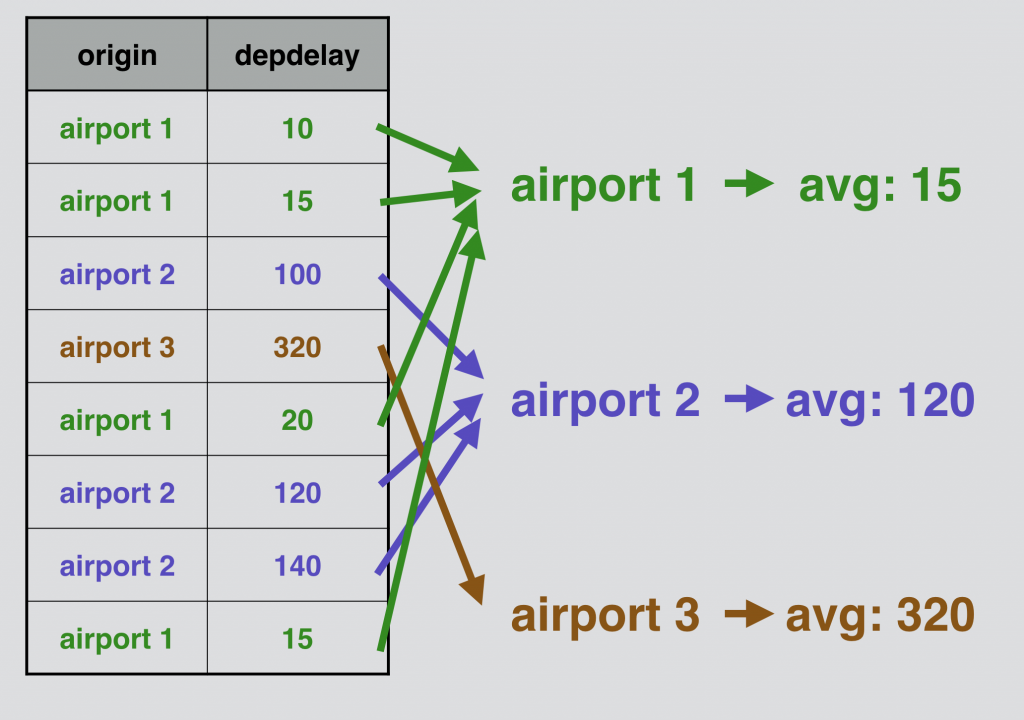 origin depdelay
airport 1 10
airport 1 15
airport 2 100
airport 3 320
airport 1 20
airport 2 120
airport 2 140
airport 1 15
airport 1 avg: 15
airport 2 avg: 120
airport 3 avg: 320